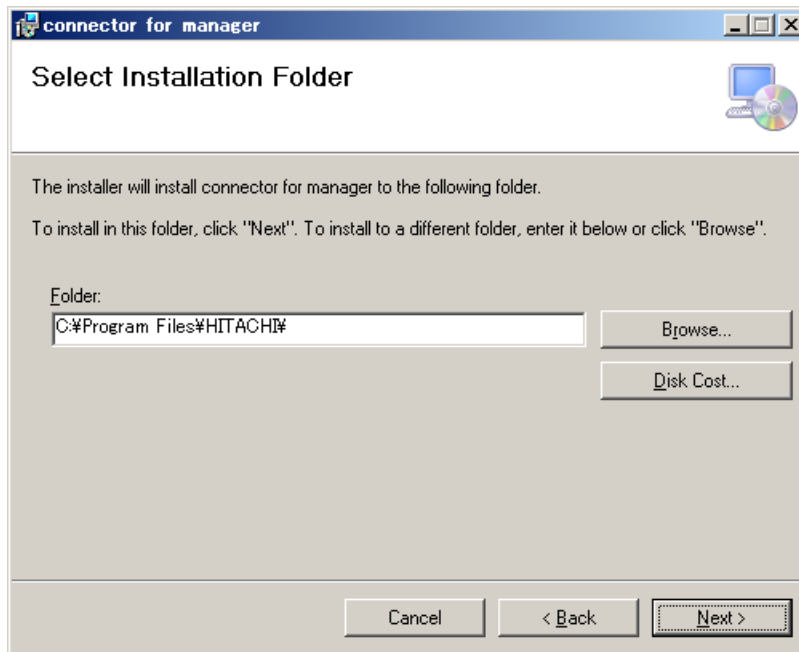 connector for manager
Select Installation Folder
The installer will install connector for manager to the following folder.
To install in this folder, click "Next". To install to a different folder, enter it below or click "Browse".
Folder:
C:¥Program Files¥HITACHI¥
Browse...
Disk Cost...
Cancel
< Back
Next >